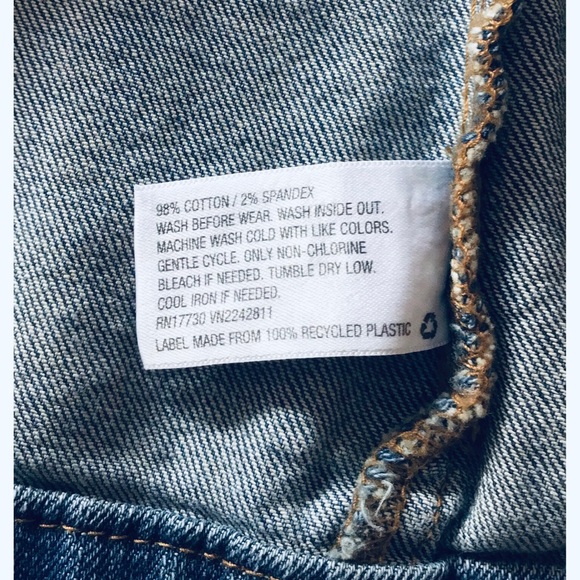 98% COTTON / 2% SPANDEX
WASH BEFORE WEAR. WASH INSIDE OUT.
MACHINE WASH COLD WITH LIKE COLORS.
GENTLE CYCLE. ONLY NON-CHLORINE
BLEACH IF NEEDED. TUMBLE DRY LOW.
COOL IRON IF NEEDED.
RN17730 VN2242811
LABEL MADE FROM 100% RECYCLED PLASTIC